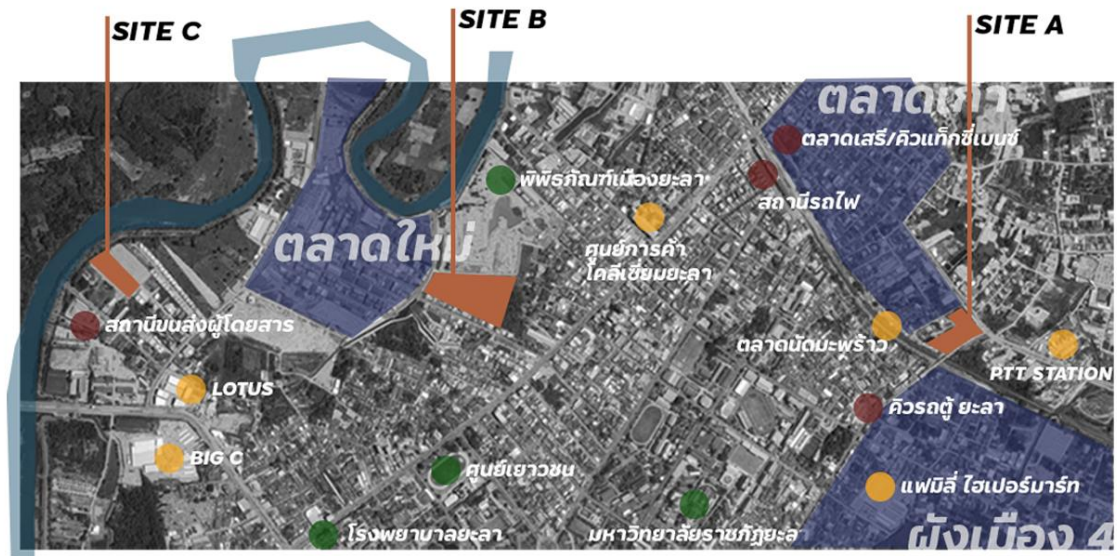 SITE C
SITE B
SITE A
ตลาดเก่า
ตลาดเสรี/คิวแท็กซี่เบนซ์
พิพิธภัณฑ์เมืองยะลา
สถานีรถไฟ
ตลาดใหม่
ศูนย์การค้า
โคลีเซี่ยมยะลา
สถานีขนส่งผู้โดยสาร
ตลาดนัดมะพร้าว
PTT STATION
LOTUS
คิวรถตู้ ยะลา
BIG C
ศูนย์เยาวชน
แฟมิลี่ ไฮเปอร์มาร์ท
โรงพยาบาลยะลา
มหาวิทยาลัยราชภัฏยะลา
ผังเมือง 4